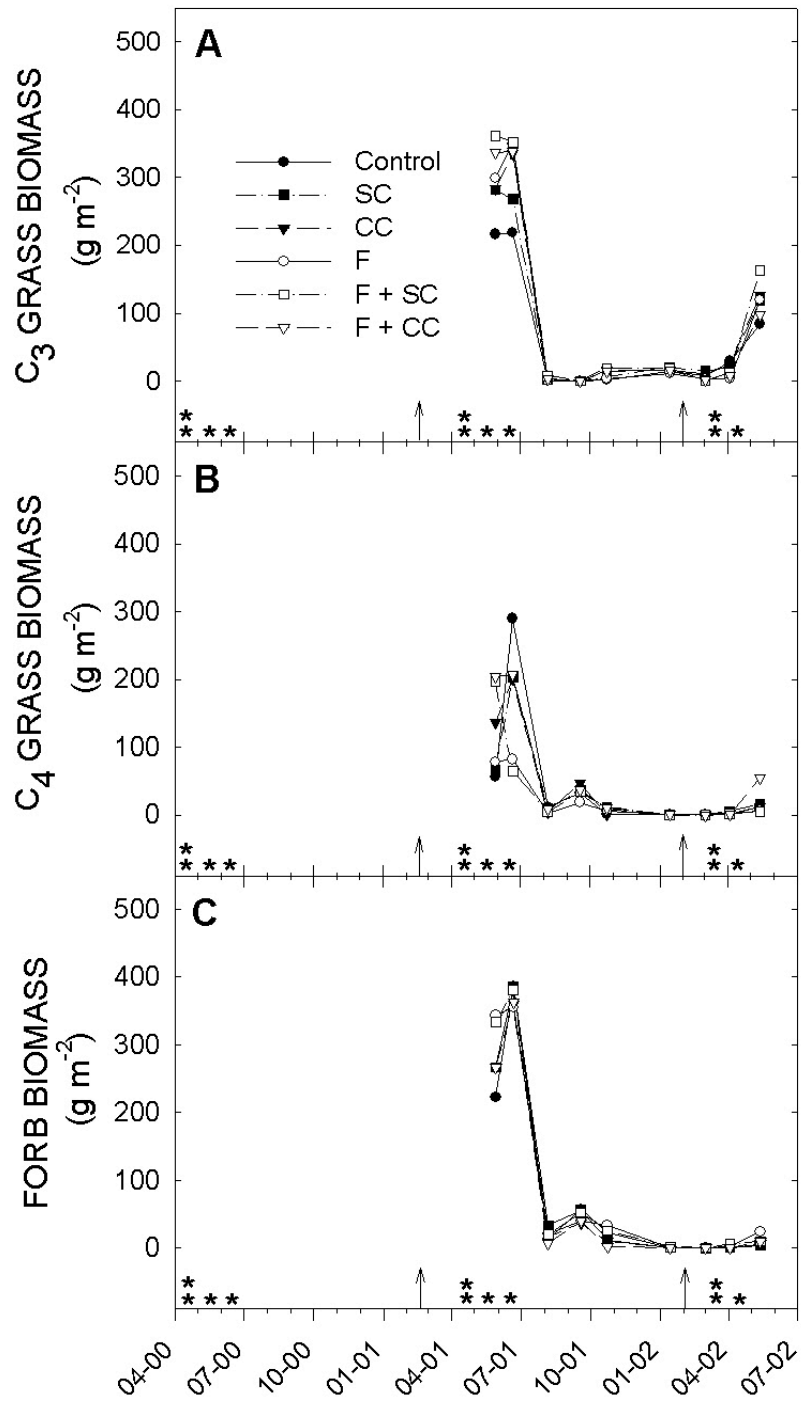 A
C3 GRASS BIOMASS
(g m-2)
500
400
300
200
100
0
Control
SC
CC
F
F + SC
F + CC
*
* * *
*
* * *
*
* *
B
C4 GRASS BIOMASS
(g m-2)
500
400
300
200
100
0
*
* * *
*
* * *
*
* *
C
FORB BIOMASS
(g m-2)
500
400
300
200
100
0
*
* * *
*
* * *
*
* *
04-00
07-00
10-00
01-01
04-01
07-01
10-01
01-02
04-02
07-02